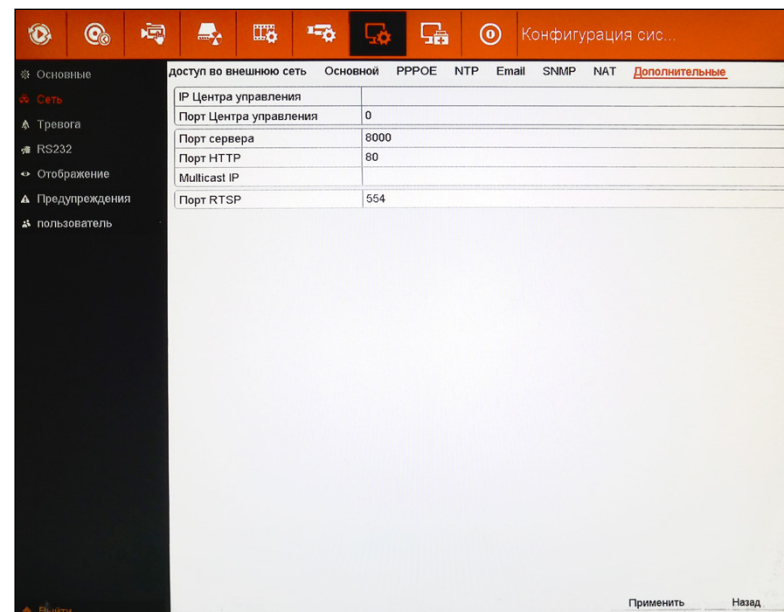 Конфигурация сис...
Основные
Сеть
Тревога
RS232
Отображение
Предупреждения
пользователь
Выйти
доступ во внешнюю сеть Основной PPPOE NTP Email SNMP NAT Дополнительные
IP Центра управления
Порт Центра управления 0
Порт сервера 8000
Порт HTTP 80
Multicast IP
Порт RTSP 554
Применить Назад